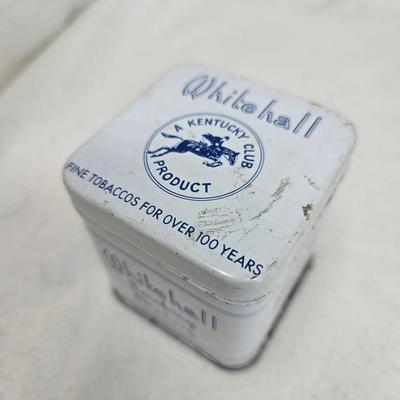 Whitehall
A KENTUCKY CLUB
PRODUCT
FINE TOBACCOS FOR OVER 100 YEARS
Whitehall